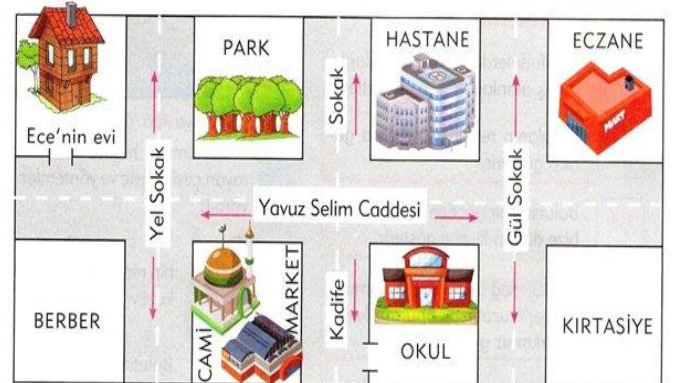 PARK
HASTANE
ECZANE
MART
Ece'nin evi
Yel Sokak
Sokak
Gül Sokak
Yavuz Selim Caddesi
BERBER
CAMİ
MARKET
Kadife
OKUL
KIRTASİYE